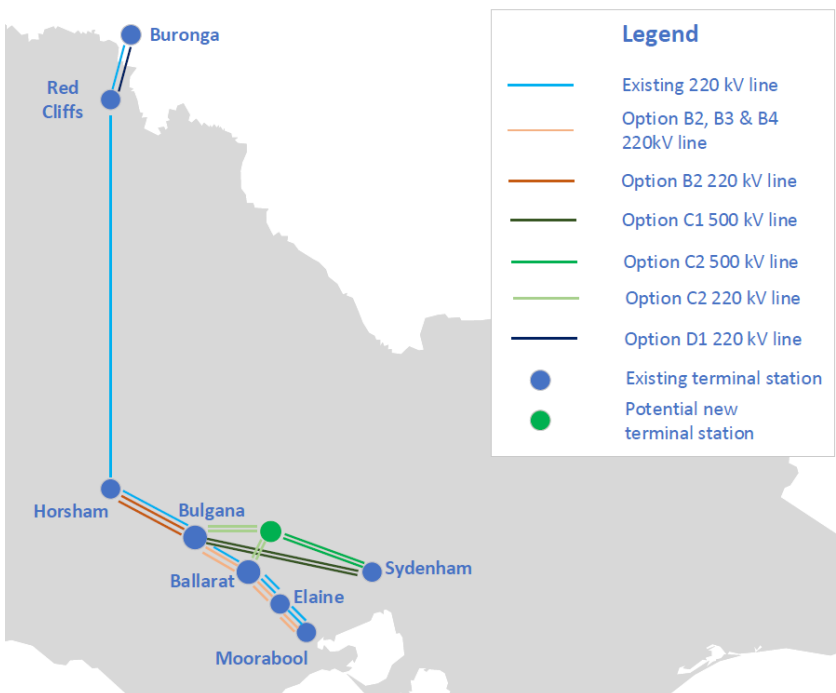 Buronga
Red
Cliffs
Horsham
Bulgana
Ballarat
Sydenham
Elaine
Moorabool
Legend
Existing 220 kV line
Option B2, B3 & B4
220kV line
Option B2 220 kV line
Option C1 500 kV line
Option C2 500 kV line
Option C2 220 kV line
Option D1 220 kV line
Existing terminal station
Potential new
terminal station